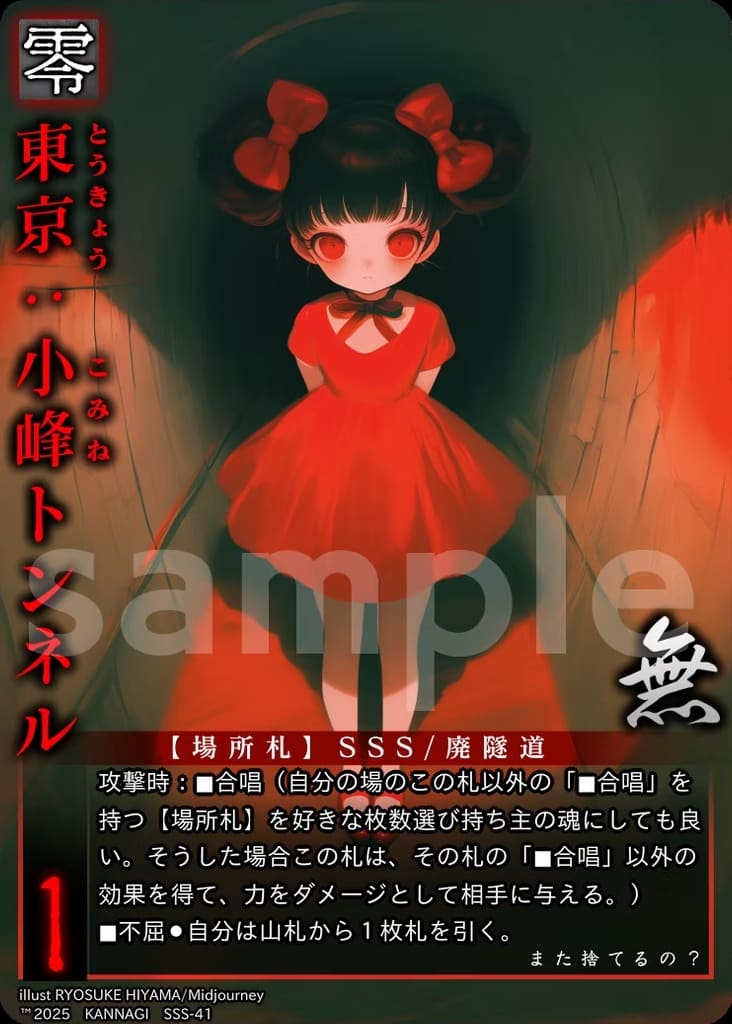 零
東京：小峰トンネル
とうきょう　こみね
sample
無
【場所札】SSS/廃隧道
攻撃時：■合唱（自分の場のこの札以外の「■合唱」を
持つ【場所札】を好きな枚数選び持ち主の魂にしても良
い。そうした場合この札は、その札の「■合唱」以外の
効果を得て、力をダメージとして相手に与える。）
■不屈●自分は山札から１枚札を引く。
また捨てるの？
1
illust RYOSUKE HIYAMA/Midjourney
™2025　KANNAGI　SSS-41